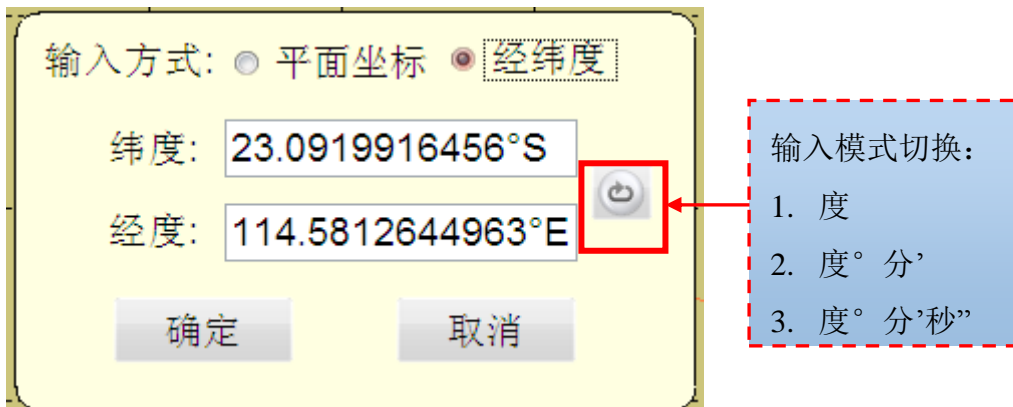 输入方式: 平面坐标 经纬度
纬度: 23.0919916456°S
经度: 114.5812644963°E
确定 取消
输入模式切换：
1. 度
2. 度° 分’
3. 度° 分’秒”